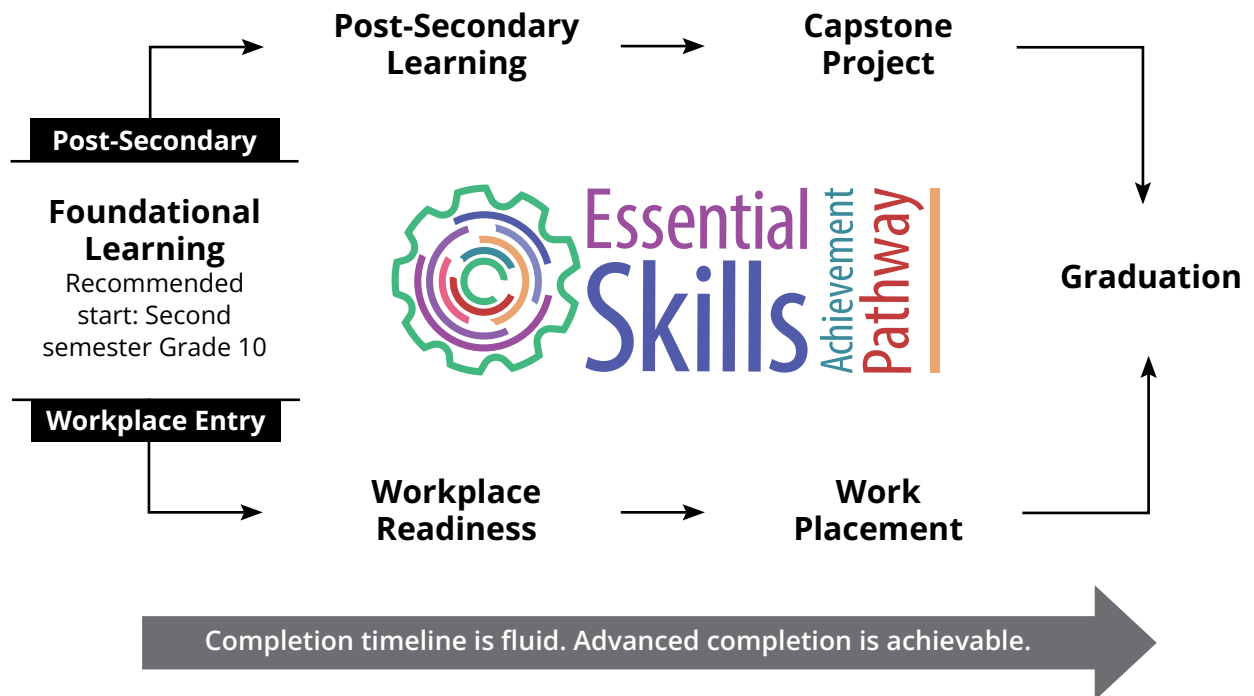 Post-Secondary
Learning
Capstone
Project
Post-Secondary
Foundational
Learning
Recommended
start: Second
semester Grade 10
Essential
Skills
Achievement
Pathway
Graduation
Workplace Entry
Workplace
Readiness
Work
Placement
Completion timeline is fluid. Advanced completion is achievable.